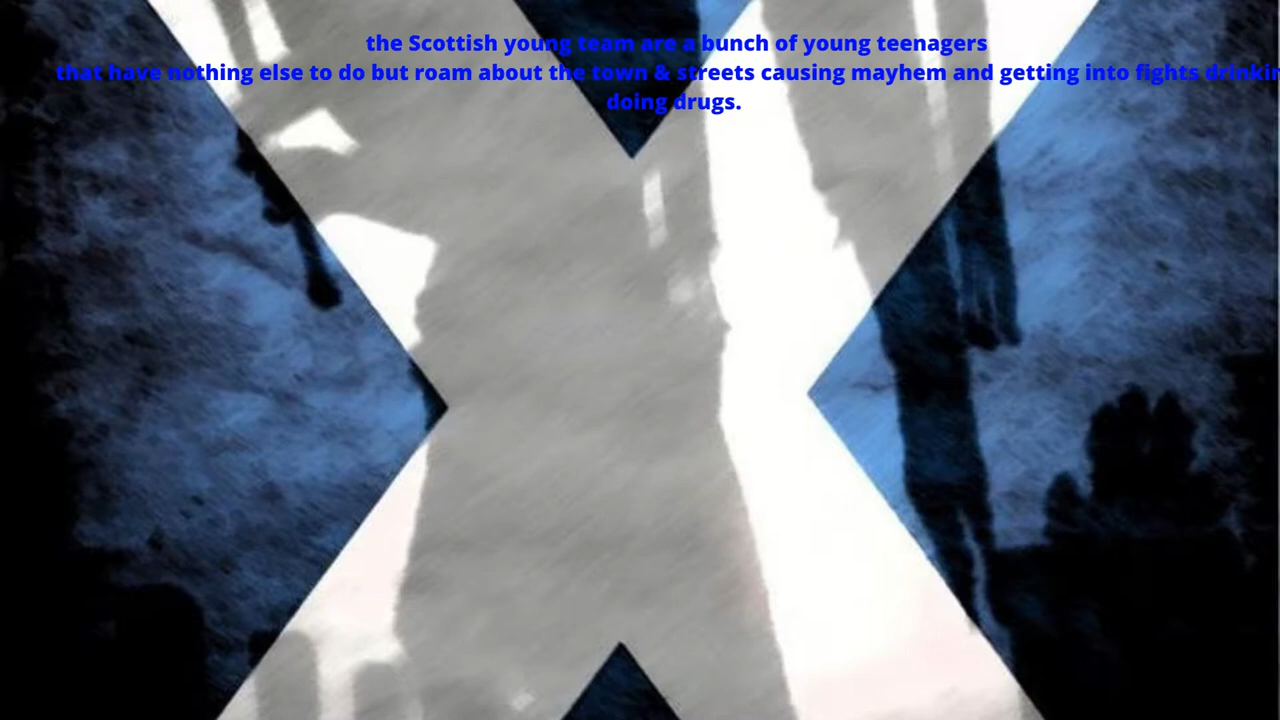 the Scottish young team are a bunch of young teenagers
that have nothing else to do but roam about the town & streets causing mayhem and getting into fights
doing drugs.